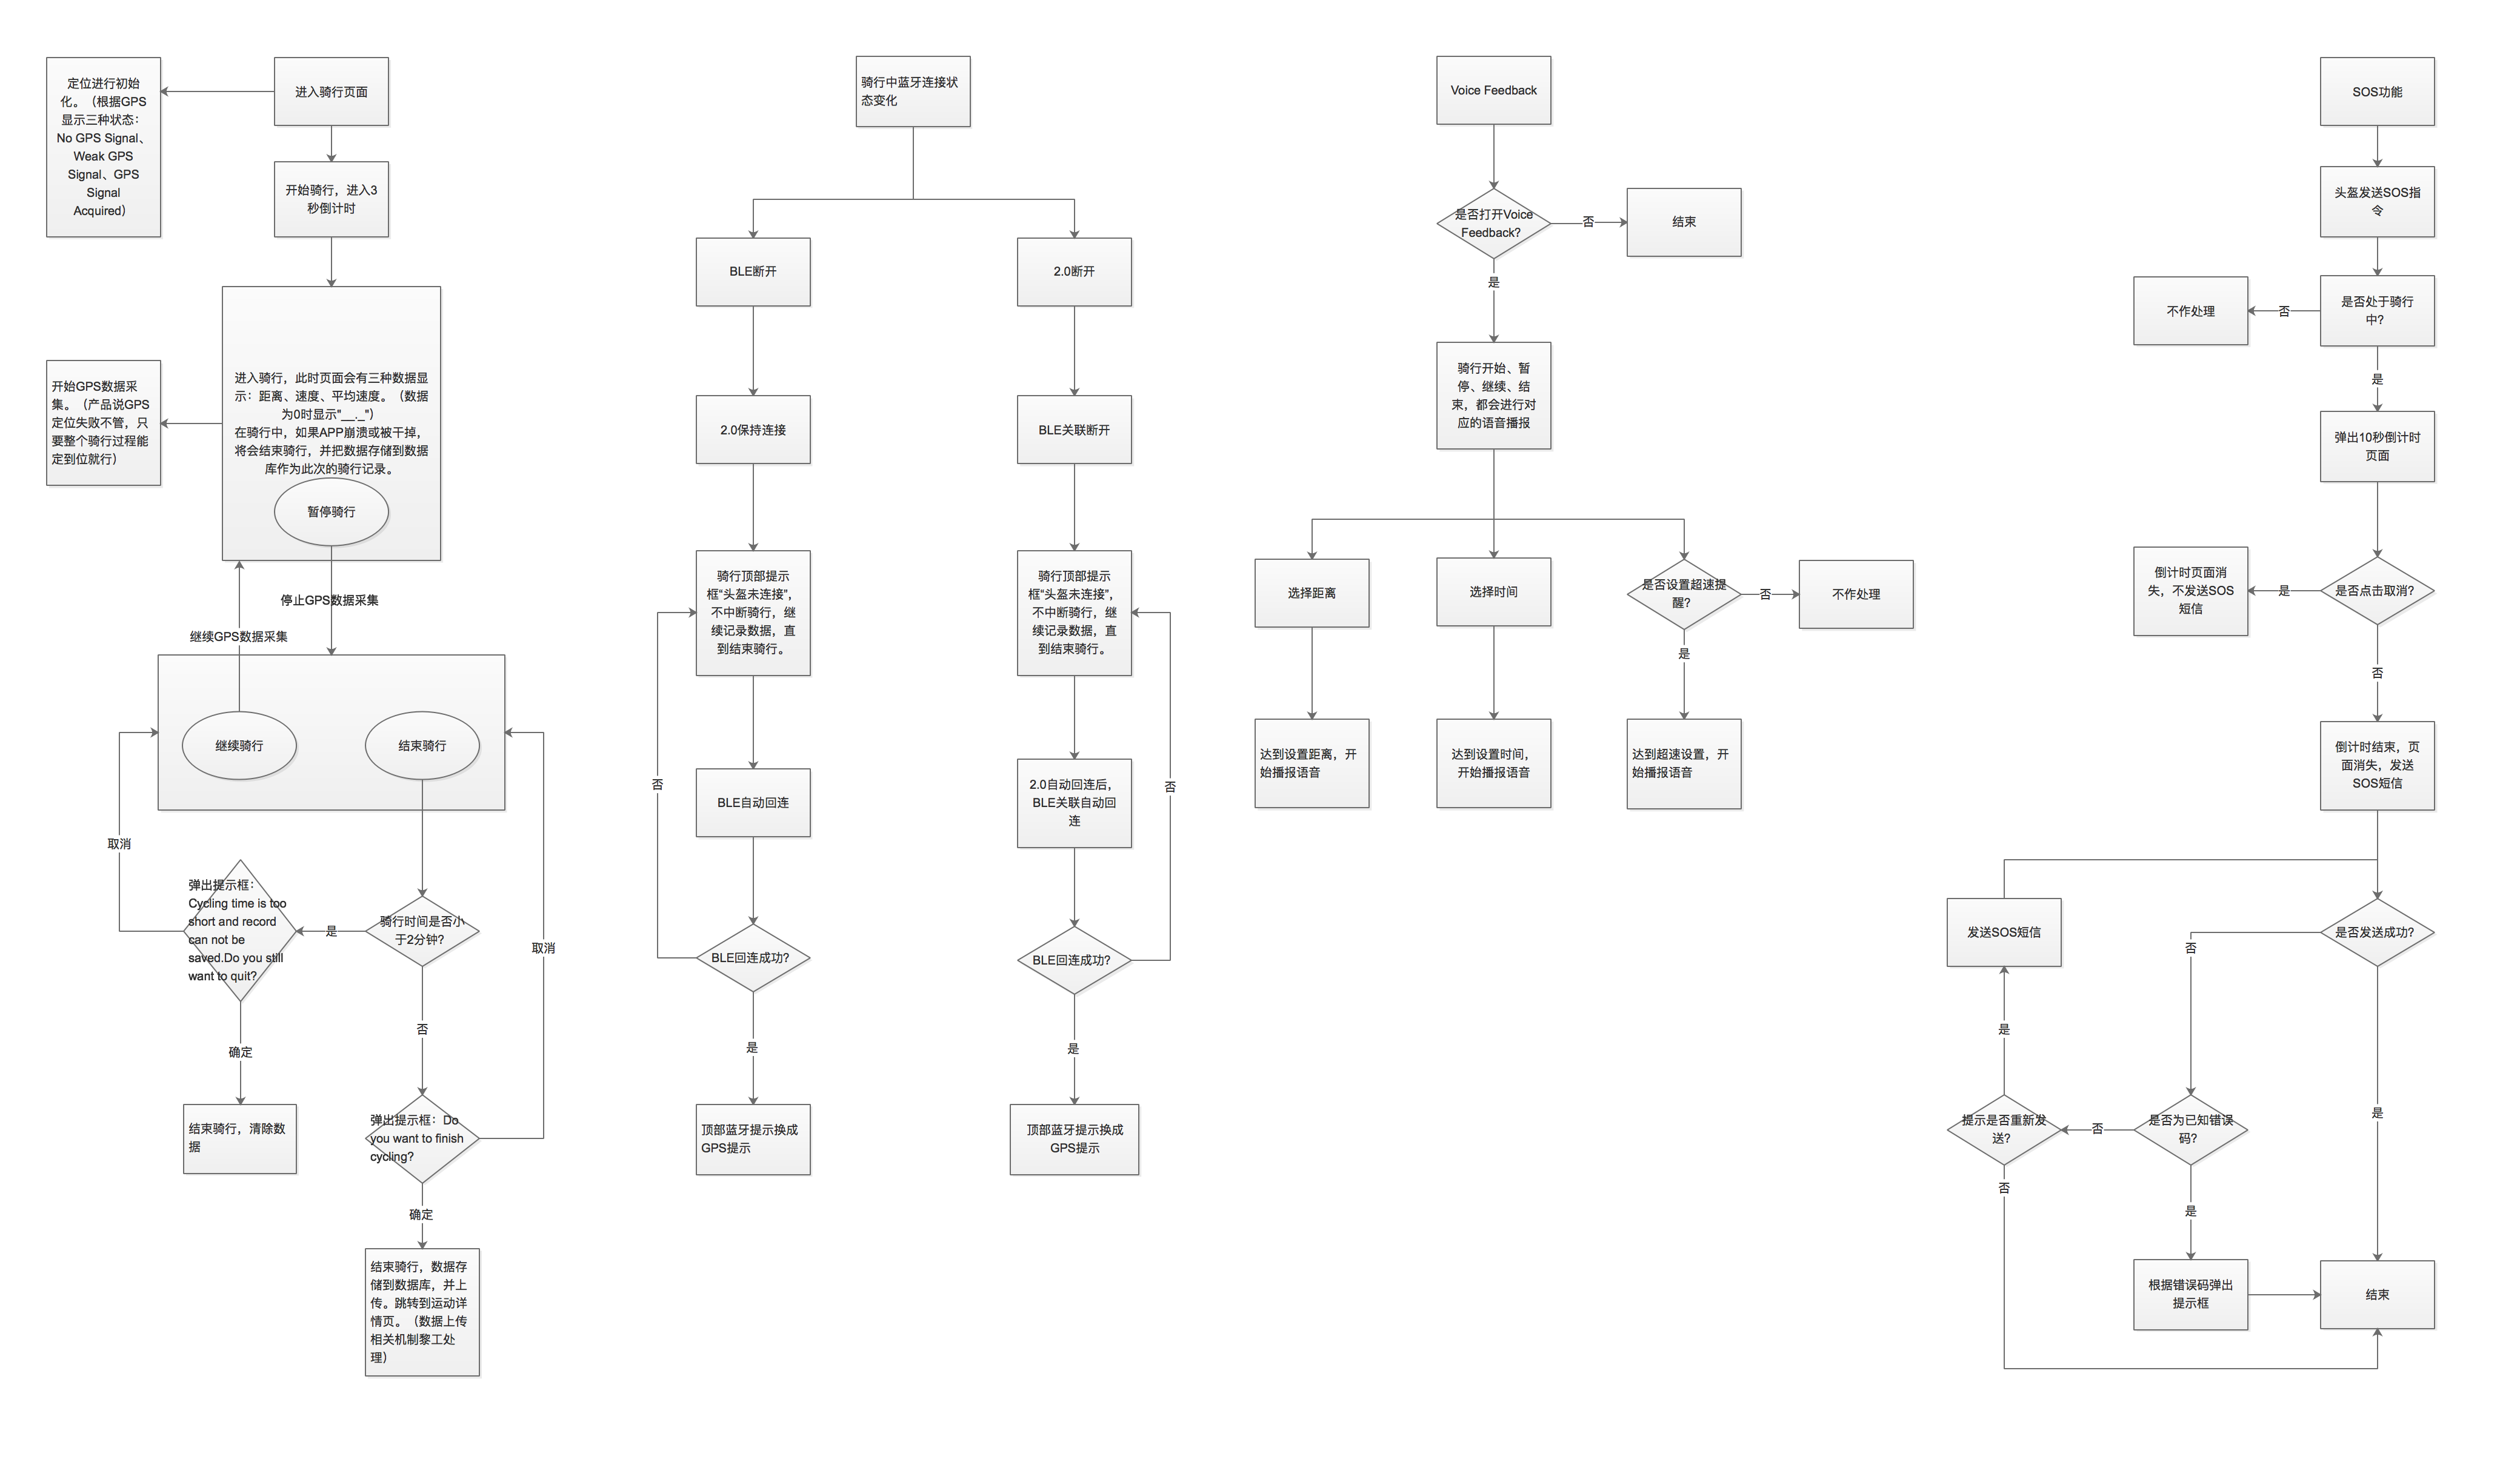 进入骑行页面
定位进行初始
化。（根据GPS
显示三种状态：
No GPS Signal、
Weak GPS
Signal、GPS
Signal
Acquired）
开始骑行，进入3
秒倒计时
进入骑行，此时页面会有三种数据显
示：距离、速度、平均速度。（数据
为0时显示"__._"）
在骑行中，如果APP崩溃或被干掉，
将会结束骑行，并把数据存储到数据
库作为此次的骑行记录。
暂停骑行
开始GPS数据采
集。（产品说GPS
定位失败不管，只
要整个骑行过程能
定到位就行）
停止GPS数据采集
继续GPS数据采集
继续骑行
结束骑行
取消
弹出提示框：
Cycling time is too
short and record
can not be
saved.Do you still
want to quit?
是
骑行时间是否小
于2分钟?
取消
否
确定
结束骑行，清除数
据
弹出提示框：Do
you want to finish
cycling?
确定
结束骑行，数据存
储到数据库，并上
传。跳转到运动详
情页。（数据上传
相关机制黎工处
理）
骑行中蓝牙连接状
态变化
BLE断开
2.0保持连接
骑行顶部提示
框“头盔未连接”，
不中断骑行，继
续记录数据，直
到结束骑行。
否
BLE自动回连
BLE回连成功?
是
顶部蓝牙提示换成
GPS提示
2.0断开
BLE关联断开
骑行顶部提示
框“头盔未连接”，
不中断骑行，继
续记录数据，直
到结束骑行。
2.0自动回连后，
BLE关联自动回
连
否
BLE回连成功?
是
顶部蓝牙提示换成
GPS提示
Voice Feedback
是否打开Voice
Feedback?
否
结束
是
骑行开始、暂
停、继续、结
束，都会进行对
应的语音播报
选择距离
选择时间
是否设置超速提
醒?
否
不作处理
是
达到设置距离，开
始播报语音
达到设置时间，
开始播报语音
达到超速设置，开
始播报语音
SOS功能
头盔发送SOS指
令
是否处于骑行
中?
否
不作处理
是
弹出10秒倒计时
页面
是否点击取消?
是
倒计时页面消
失，不发送SOS
短信
否
倒计时结束，页
面消失，发送
SOS短信
发送SOS短信
是否发送成功?
否
是
是
提示是否重新发
送?
否
是否为已知错误
码?
否
是
根据错误码弹出
提示框
结束